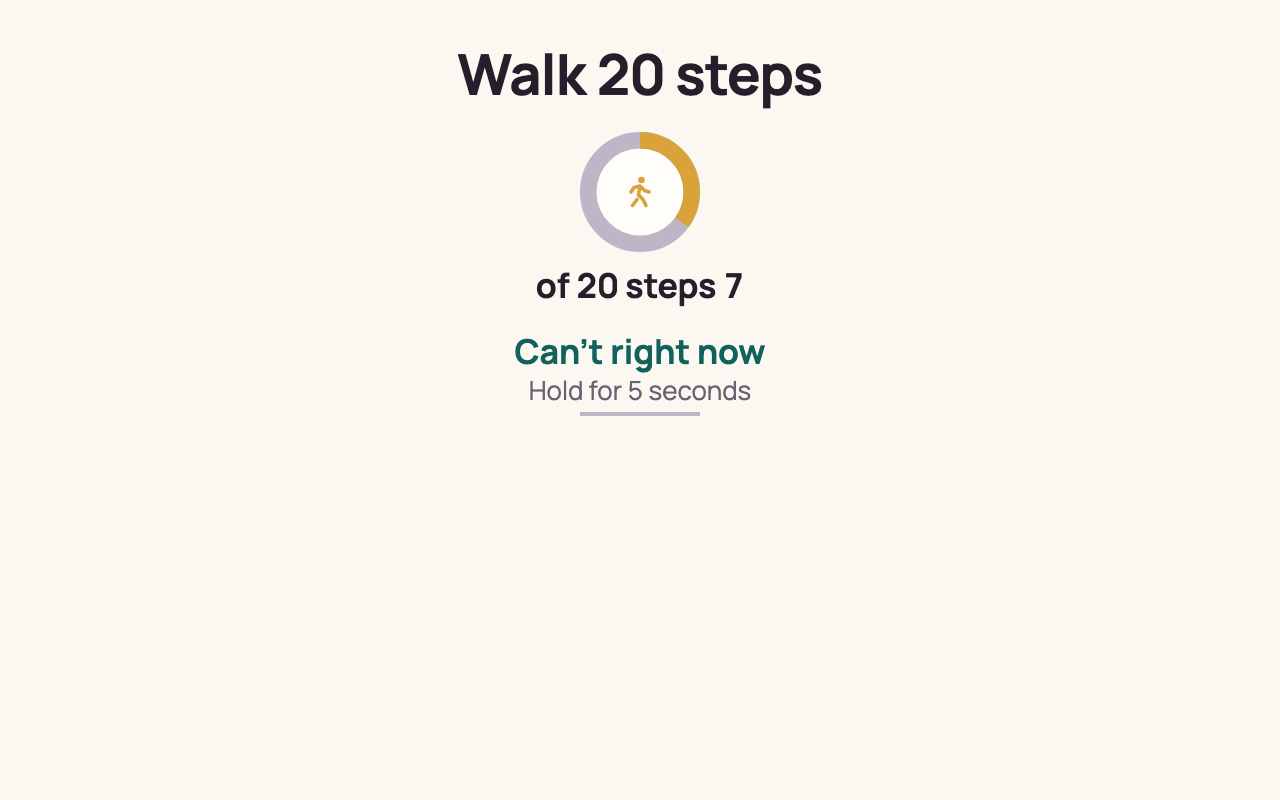 Walk 20 steps
of 20 steps 7
Can’t right now
Hold for 5 seconds